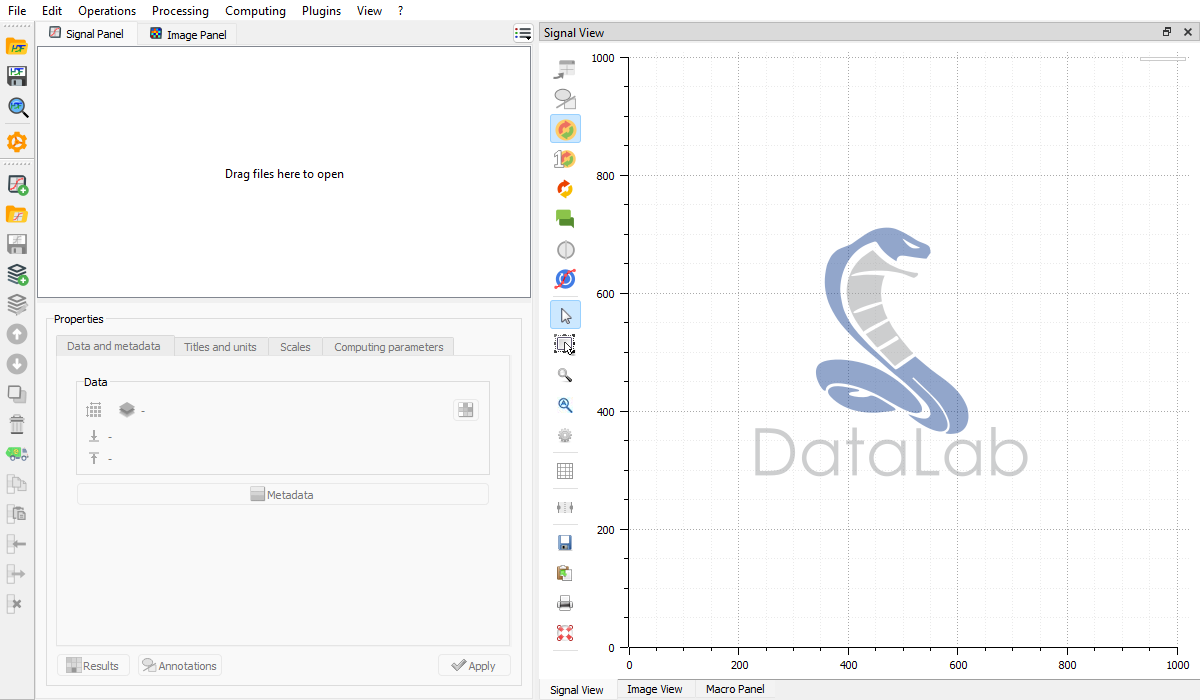 File Edit Operations Processing Computing Plugins View ?
Signal Panel Image Panel
Drag files here to open
Properties
Data and metadata Titles and units Scales Computing parameters
Data
-
-
-
Metadata
Results Annotations Apply
Signal View
1000
800
600
400
200
0
0 200 400 600 800 1000
DataLab
Signal View Image View Macro Panel